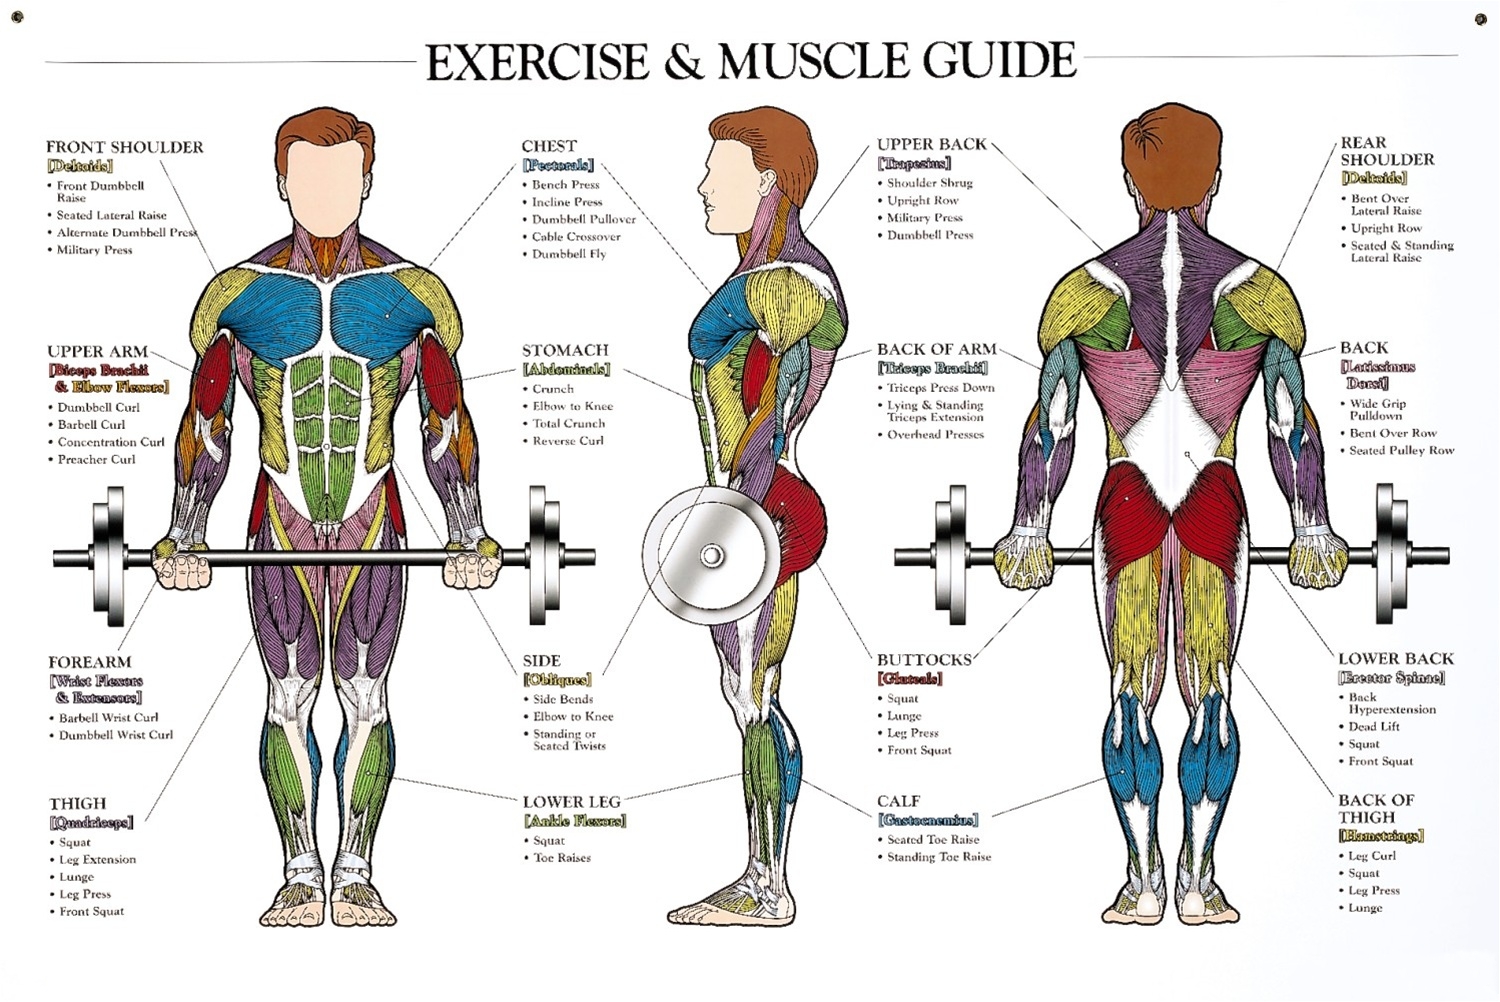 EXERCISE & MUSCLE GUIDE
FRONT SHOULDER
[Deltoids]
• Front Dumbbell
Raise
• Seated Lateral Raise
• Alternate Dumbbell Press
• Military Press
UPPER ARM
[Biceps Brachii
& Elbow Flexors]
• Dumbbell Curl
• Barbell Curl
• Concentration Curl
• Preacher Curl
FOREARM
[Wrist Flexors
& Extensors]
• Barbell Wrist Curl
• Dumbbell Wrist Curl
THIGH
[Quadriceps]
• Squat
• Leg Extension
• Lunge
• Leg Press
• Front Squat
CHEST
[Pectorals]
• Bench Press
• Incline Press
• Dumbbell Pullover
• Cable Crossover
• Dumbbell Fly
STOMACH
[Abdominals]
• Crunch
• Elbow to Knee
• Total Crunch
• Reverse Curl
SIDE
[Obliques]
• Side Bends
• Elbow to Knee
• Standing or
Seated Twists
LOWER LEG
[Ankle Flexors]
• Squat
• Toe Raises
UPPER BACK
[Trapezius]
• Shoulder Shrug
• Upright Row
• Military Press
• Dumbbell Press
BACK OF ARM
[Triceps Brachii]
• Triceps Press Down
• Lying & Standing
Triceps Extension
• Overhead Presses
BUTTOCKS
[Gluteals]
• Squat
• Lunge
• Leg Press
• Front Squat
CALF
[Gastocnemius]
• Seated Toe Raise
• Standing Toe Raise
REAR
SHOULDER
[Deltoids]
• Bent Over
Lateral Raise
• Upright Row
• Seated & Standing
Lateral Raise
BACK
[Latissimus
Dorsi]
• Wide Grip
Pulldown
• Bent Over Row
• Seated Pulley Row
LOWER BACK
[Erector Spinae]
• Back
Hyperextension
• Dead Lift
• Squat
• Front Squat
BACK OF
THIGH
[Hamstrings]
• Leg Curl
• Squat
• Leg Press
• Lunge